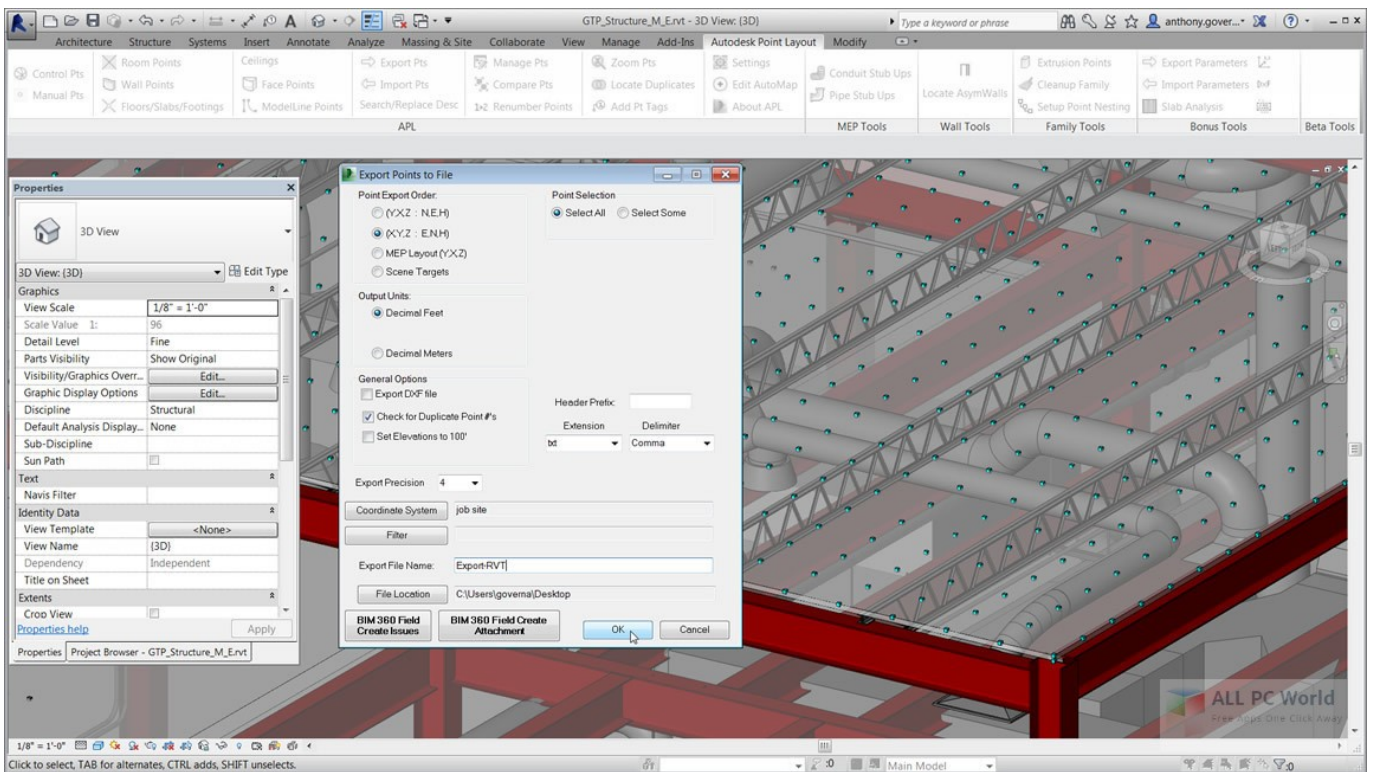 GTP_Structure_M_E.rvt - 3D View: {3D}
Type a keyword or phrase
anthony.gover...
Architecture Structure Systems Insert Annotate Analyze Massing & Site Collaborate View Manage Add-Ins Autodesk Point Layout Modify
Control Pts
Manual Pts
Room Points
Wall Points
Floors/Slabs/Footings
Ceilings
Face Points
ModelLine Points
Export Pts
Import Pts
Search/Replace Desc
Manage Pts
Compare Pts
Renumber Points
Zoom Pts
Locate Duplicates
Add Pt Tags
Settings
Edit AutoMap
About APL
Conduit Stub Ups
Pipe Stub Ups
Locate AsymWalls
Extrusion Points
Cleanup Family
Setup Point Nesting
Export Parameters
Import Parameters
Slab Analysis
APL
MEP Tools
Wall Tools
Family Tools
Bonus Tools
Beta Tools
Properties
3D View
3D View: {3D}
Edit Type
Graphics
View Scale 1/8" = 1'-0"
Scale Value 1: 96
Detail Level Fine
Parts Visibility Show Original
Visibility/Graphics Overr... Edit...
Graphic Display Options Edit...
Discipline Structural
Default Analysis Display... None
Sub-Discipline
Sun Path
Text
Navis Filter
Identity Data
View Template <None>
View Name {3D}
Dependency Independent
Title on Sheet
Extents
Crop View
Properties help
Apply
Properties
Project Browser - GTP_Structure_M_E.rvt
Export Points to File
Point Export Order:
(Y,X,Z : N,E,H)
(X,Y,Z : E,N,H)
MEP Layout (Y,X,Z)
Scene Targets
Point Selection
Select All
Select Some
Output Units:
Decimal Feet
Decimal Meters
General Options
Export DXF file
Check for Duplicate Point #'s
Set Elevations to 100'
Header Prefix:
Extension
Delimiter
txt
Comma
Export Precision 4
Coordinate System job site
Filter
Export File Name: Export-RVT
File Location C:\Users\governa\Desktop
BIM 360 Field Create Issues
BIM 360 Field Create Attachment
OK
Cancel
LEFT
ALL PC World
Free Apps One Click Away
1/8" = 1'-0"
Click to select, TAB for alternates, CTRL adds, SHIFT unselects.
:0
Main Model
:0